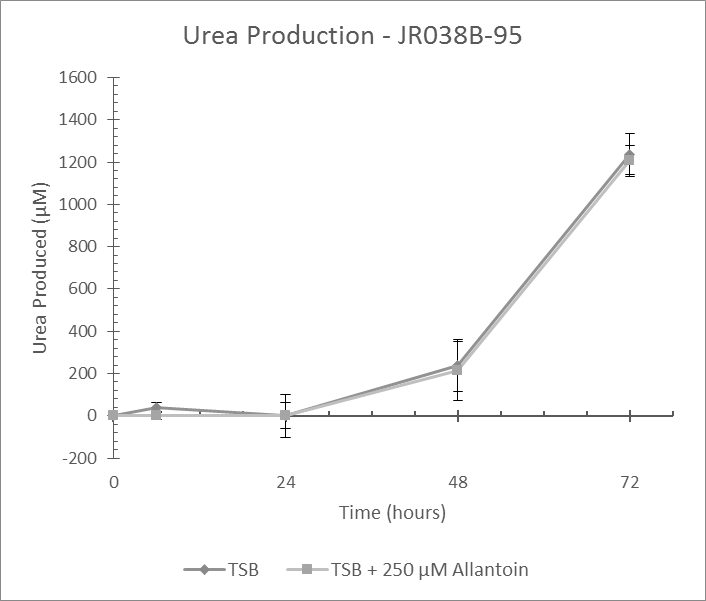 Urea Production - JR038B-95
1600
1400
1200
1000
800
600
400
200
0
-200
Urea Produced (µM)
0 24 48 72
Time (hours)
TSB TSB + 250 µM Allantoin